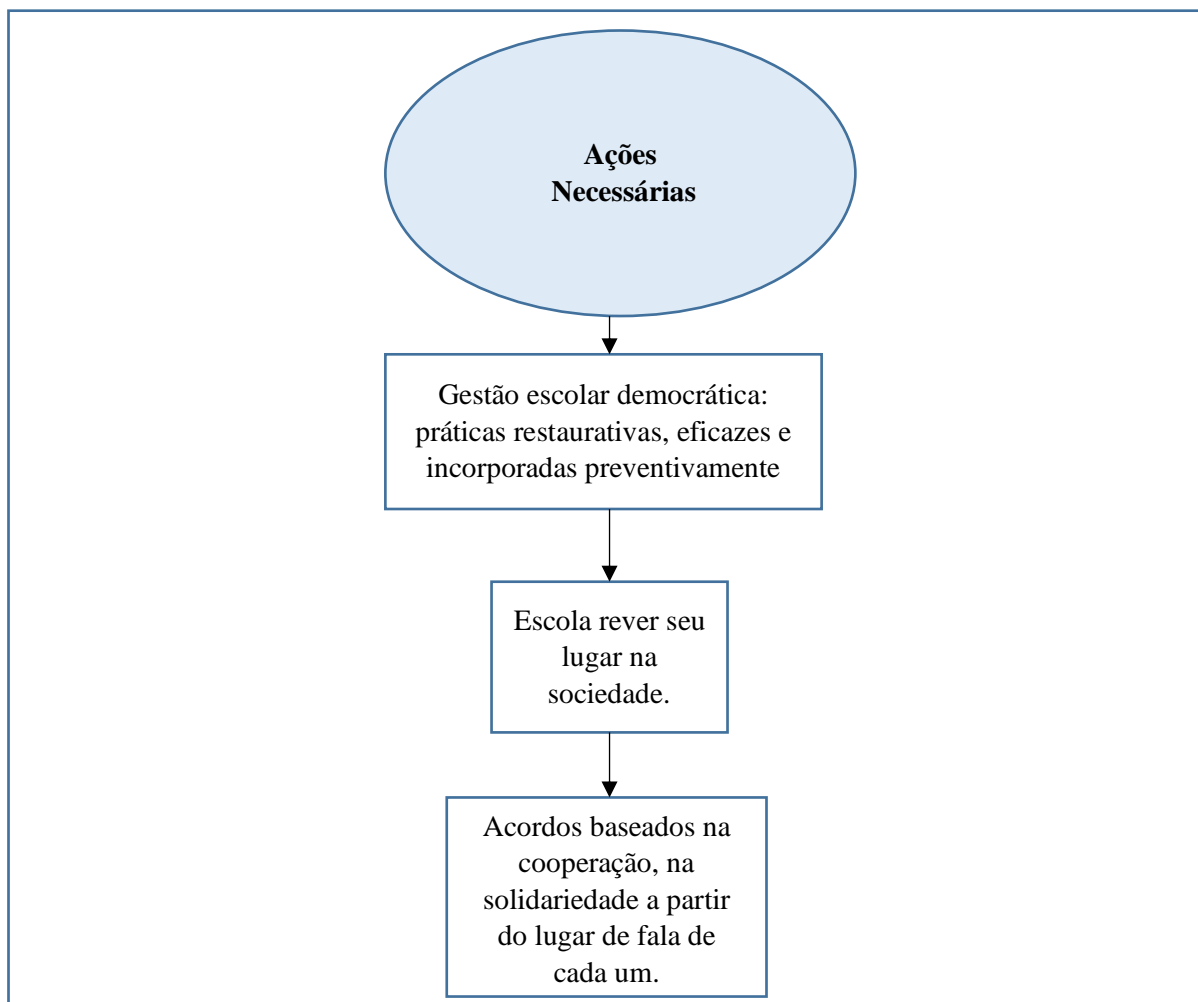 Ações
Necessárias
Gestão escolar democrática:
práticas restaurativas, eficazes e
incorporadas preventivamente
Escola rever seu
lugar na
sociedade.
Acordos baseados na
cooperação, na
solidariedade a partir
do lugar de fala de
cada um.